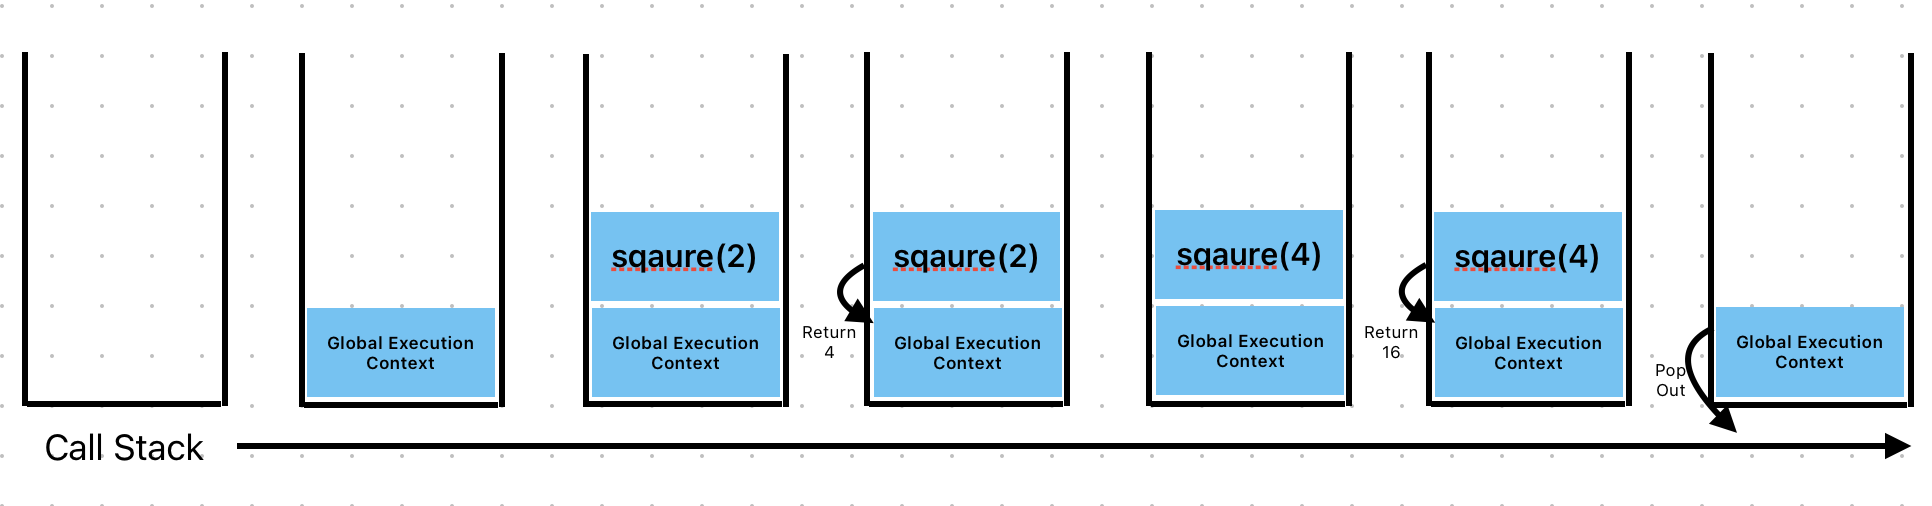 Global Execution
Context
sqaure(2)
Global Execution
Context
Return
4
sqaure(2)
Global Execution
Context
sqaure(4)
Global Execution
Context
Return
16
sqaure(4)
Global Execution
Context
Pop
Out
Global Execution
Context
Call Stack